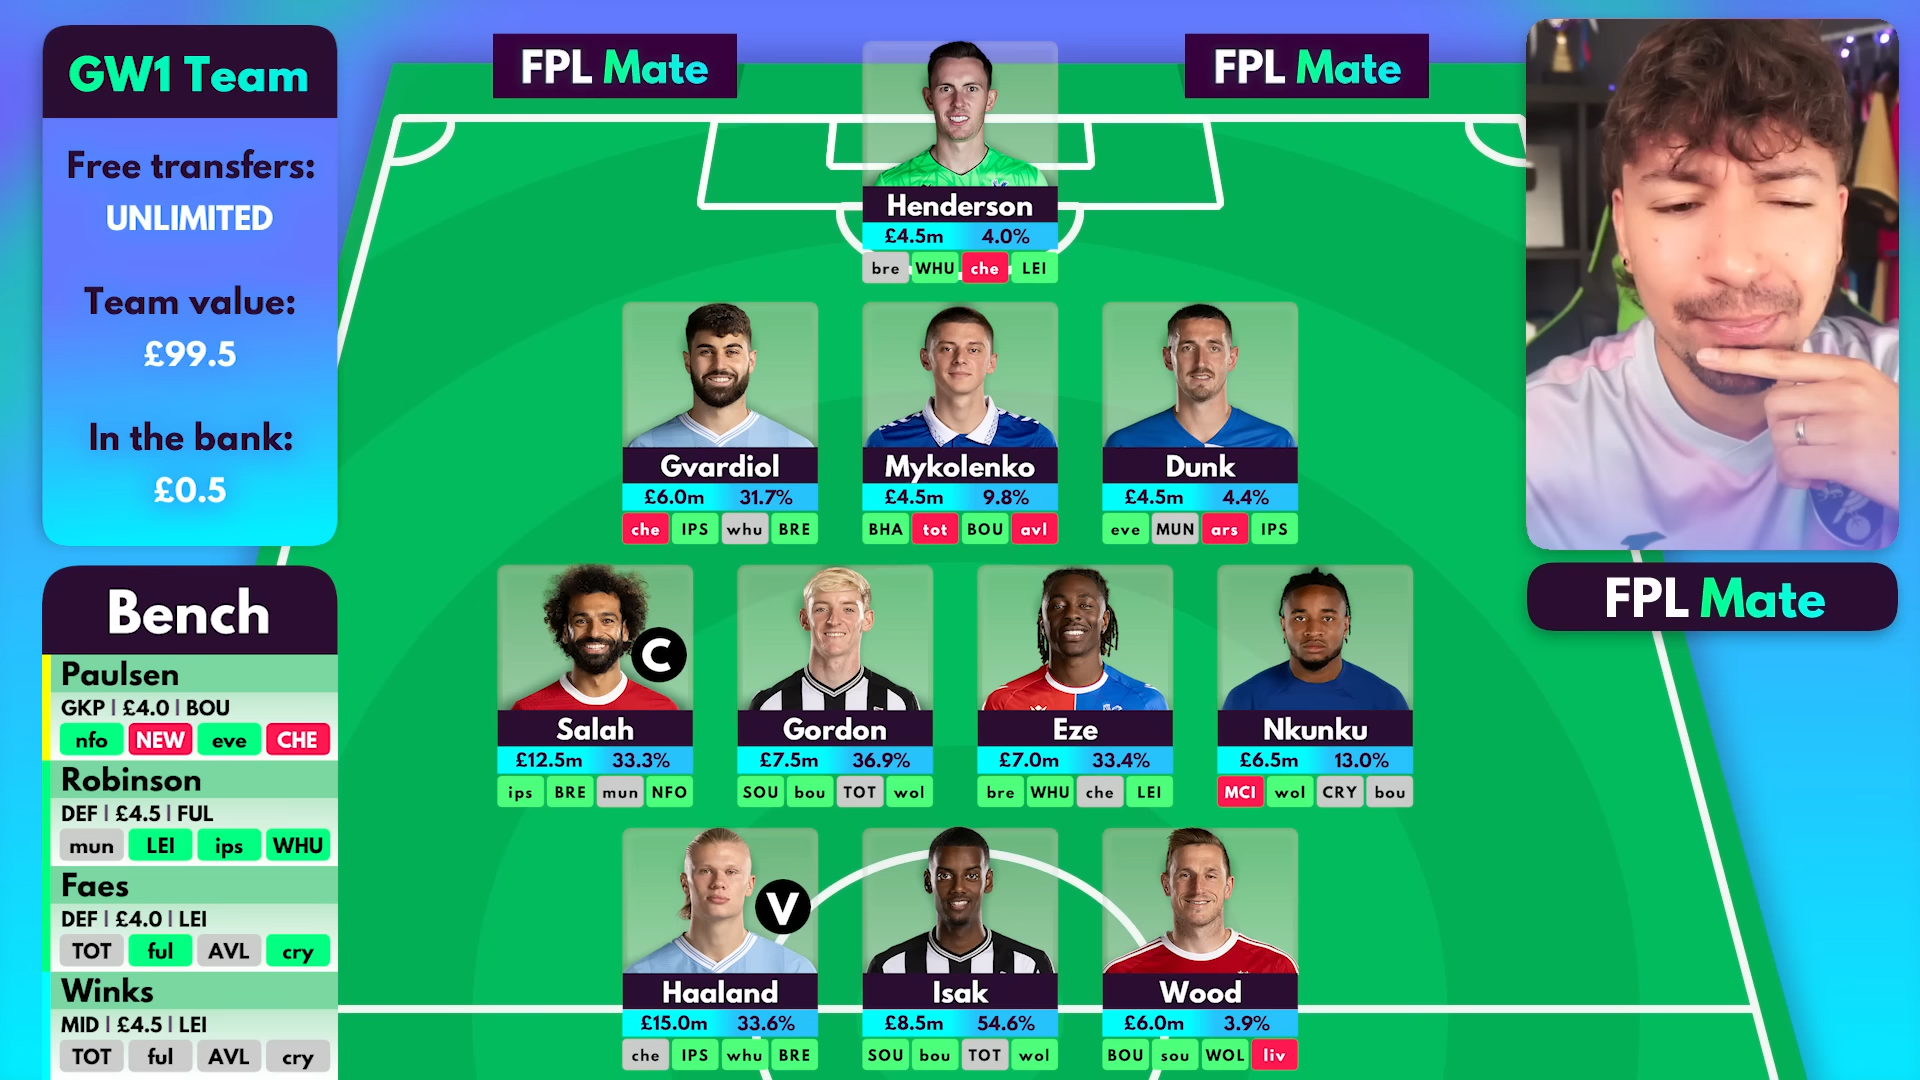 GW1 Team
Free transfers:
UNLIMITED
Team value:
£99.5
In the bank:
£0.5
Bench
Paulsen
GKP | £4.0 | BOU
nfo NEW eve CHE
Robinson
DEF | £4.5 | FUL
mun LEI ips WHU
Faes
DEF | £4.0 | LEI
TOT ful AVL cry
Winks
MID | £4.5 | LEI
TOT ful AVL cry
FPL Mate
FPL Mate
Henderson
£4.5m 4.0%
bre WHU che LEI
Gvardiol
£6.0m 31.7%
che IPS whu BRE
Mykolenko
£4.5m 9.8%
BHA tot BOU avl
Dunk
£4.5m 4.4%
eve MUN ars IPS
C
Salah
£12.5m 33.3%
ips BRE mun NFO
Gordon
£7.5m 36.9%
SOU bou TOT wol
Eze
£7.0m 33.4%
bre WHU che LEI
Nkunku
£6.5m 13.0%
MCI wol CRY bou
V
Haaland
£15.0m 33.6%
che IPS whu BRE
Isak
£8.5m 54.6%
SOU bou TOT wol
Wood
£6.0m 3.9%
BOU sou WOL liv
FPL Mate